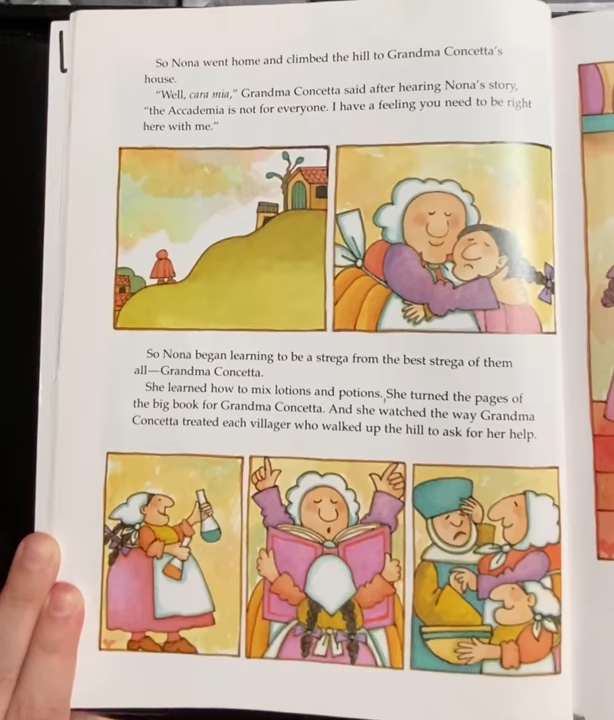 So Nona went home and climbed the hill to Grandma Concetta's
house.
"Well, cara mia," Grandma Concetta said after hearing Nona's story,
"the Accademia is not for everyone. I have a feeling you need to be right
here with me."
So Nona began learning to be a strega from the best strega of them
all—Grandma Concetta.
She learned how to mix lotions and potions. She turned the pages of
the big book for Grandma Concetta. And she watched the way Grandma
Concetta treated each villager who walked up the hill to ask for her help.